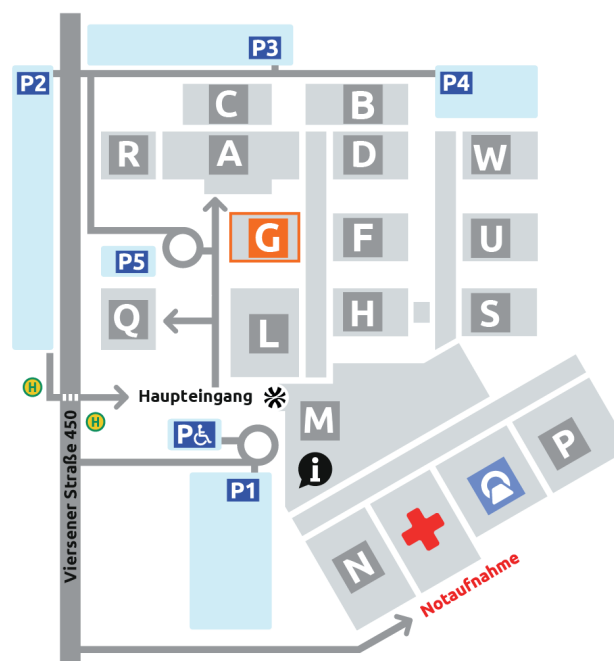 P3
P2
P4
C
B
R
A
D
W
G
F
U
P5
Q
L
H
S
H
Haupteingang
H
M
P
P
i
P1
Viersener Straße 450
N
Notaufnahme